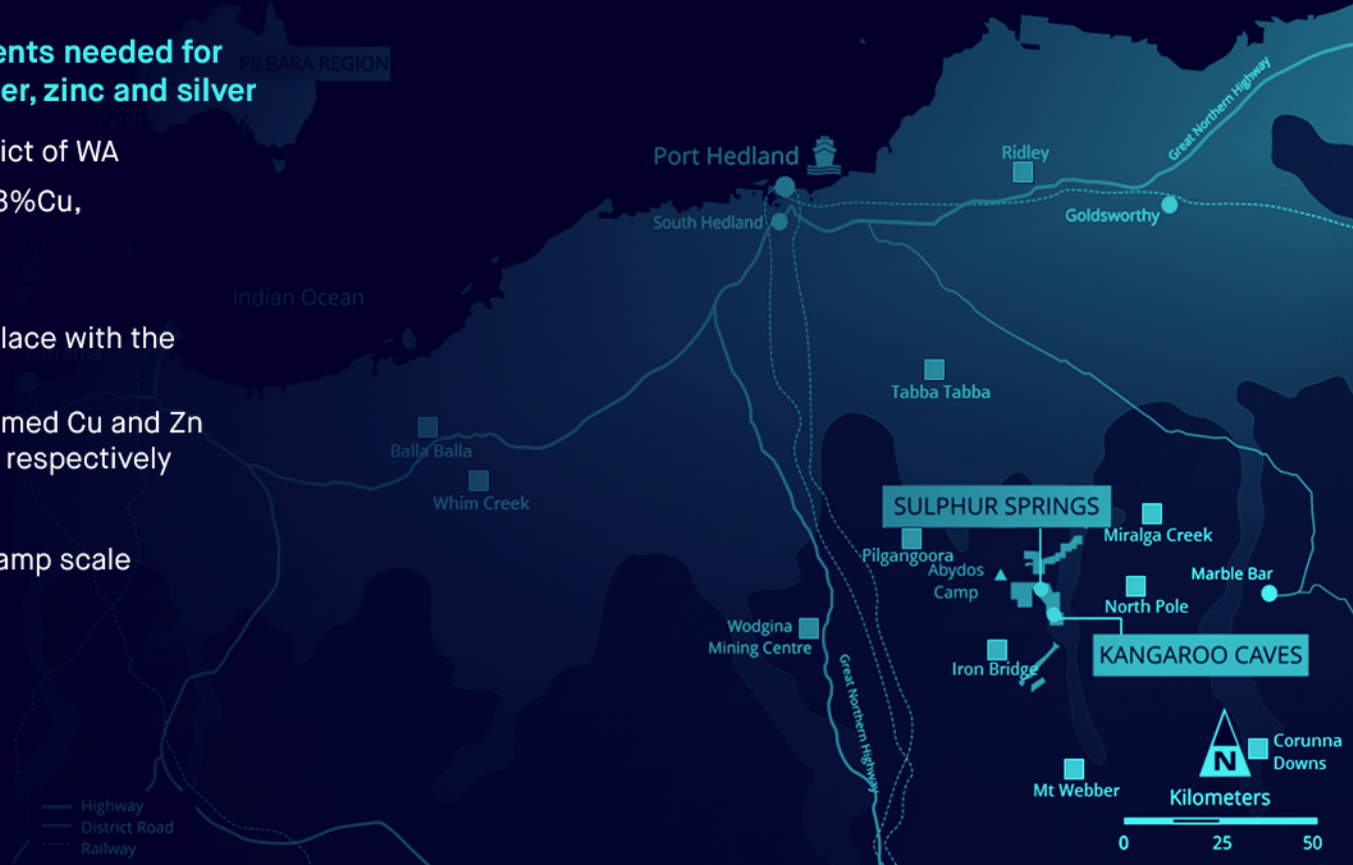 ents needed for
er, zinc and silver
ict of WA
3%Cu,
lace with the
med Cu and Zn
respectively
amp scale
PILBARA REGION
Perth
Karratha
Indian Ocean
Port Hedland
South Hedland
Ridley
Great Northern Highway
Goldsworthy
Tabba Tabba
Balla Balla
Whim Creek
SULPHUR SPRINGS
Pilgangoora
Miralga Creek
Abydos
Camp
Marble Bar
North Pole
Wodgina
Mining Centre
KANGAROO CAVES
Iron Bridge
Great Northern Highway
Mt Webber
N
Corunna
Downs
Kilometers
0 25 50
Highway
District Road
Railway